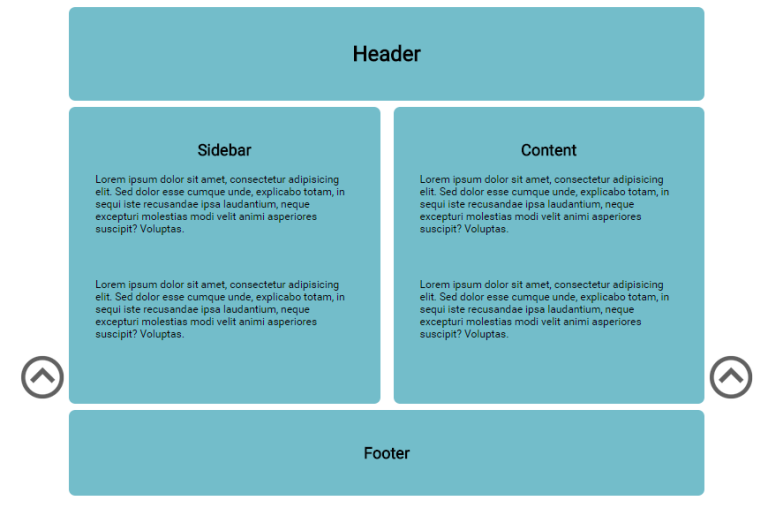 Header
Sidebar
Lorem ipsum dolor sit amet, consectetur adipisicing
elit. Sed dolor esse cumque unde, explicabo totam, in
sequi iste recusandae ipsa laudantium, neque
excepturi molestias modi velit animi asperiores
suscipit? Voluptas.
Lorem ipsum dolor sit amet, consectetur adipisicing
elit. Sed dolor esse cumque unde, explicabo totam, in
sequi iste recusandae ipsa laudantium, neque
excepturi molestias modi velit animi asperiores
suscipit? Voluptas.
Content
Lorem ipsum dolor sit amet, consectetur adipisicing
elit. Sed dolor esse cumque unde, explicabo totam, in
sequi iste recusandae ipsa laudantium, neque
excepturi molestias modi velit animi asperiores
suscipit? Voluptas.
Lorem ipsum dolor sit amet, consectetur adipisicing
elit. Sed dolor esse cumque unde, explicabo totam, in
sequi iste recusandae ipsa laudantium, neque
excepturi molestias modi velit animi asperiores
suscipit? Voluptas.
Footer